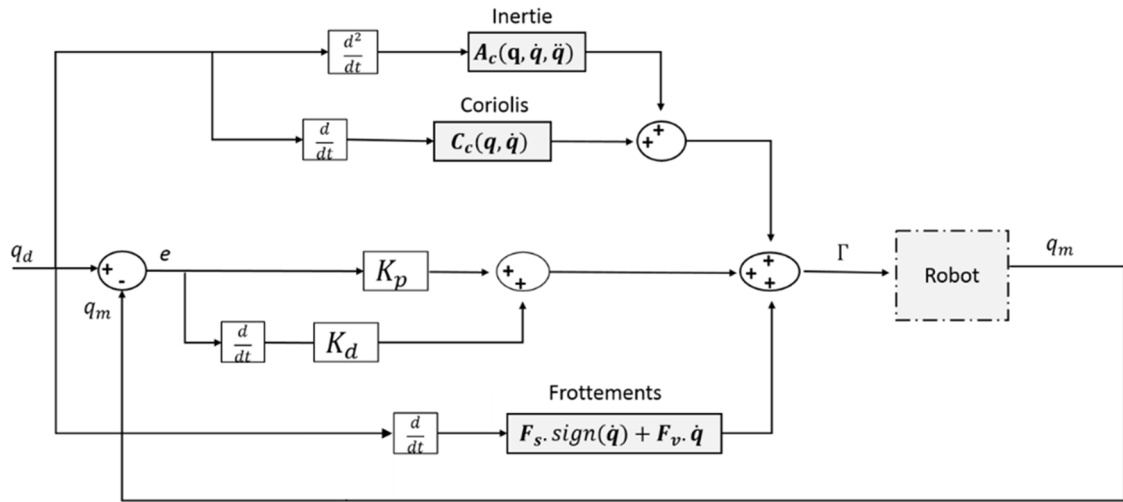 Inertie
d²
dt
A_c(q, q̇, q̈)
Coriolis
d
dt
C_c(q, q̇)
+
+
q_d
+
-
e
K_p
+
+
+
+
+
Γ
Robot
q_m
q_m
d
dt
K_d
Frottements
d
dt
F_s. sign(q̇) + F_v. q̇